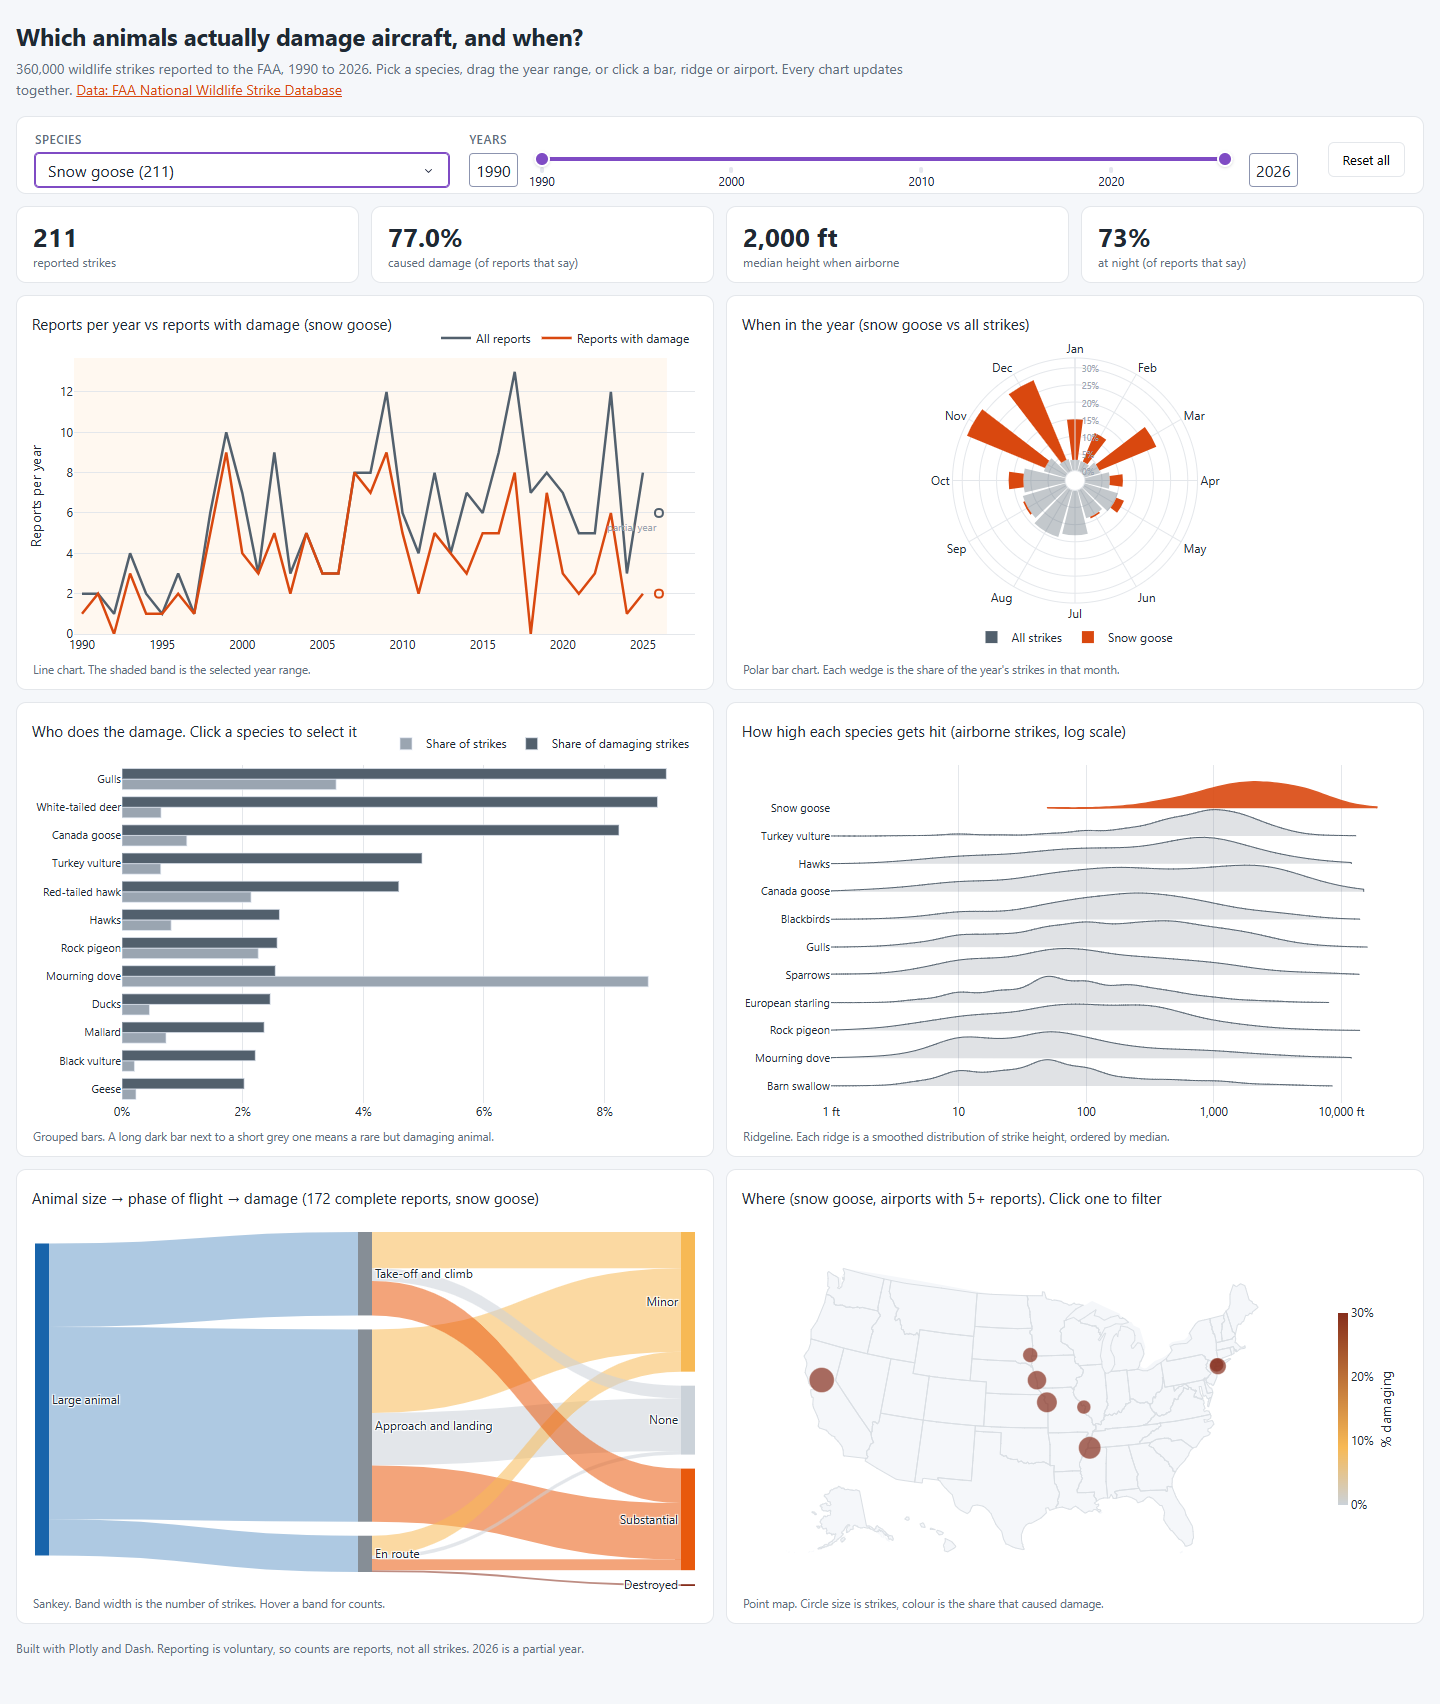 Which animals actually damage aircraft, and when?
360,000 wildlife strikes reported to the FAA, 1990 to 2026. Pick a species, drag the year range, or click a bar, ridge or airport. Every chart updates
together. Data: FAA National Wildlife Strike Database
SPECIES
Snow goose (211)
YEARS
1990
1990
2000
2010
2020
2026
Reset all
211
reported strikes
77.0%
caused damage (of reports that say)
2,000 ft
median height when airborne
73%
at night (of reports that say)
Reports per year vs reports with damage (snow goose)
All reports
Reports with damage
Reports per year
12
10
8
6
4
2
0
partial year
1990
1995
2000
2005
2010
2015
2020
2025
Line chart. The shaded band is the selected year range.
When in the year (snow goose vs all strikes)
Jan
Feb
Mar
Apr
May
Jun
Jul
Aug
Sep
Oct
Nov
Dec
30%
25%
20%
15%
10%
5%
All strikes
Snow goose
Polar bar chart. Each wedge is the share of the year's strikes in that month.
Who does the damage. Click a species to select it
Share of strikes
Share of damaging strikes
Gulls
White-tailed deer
Canada goose
Turkey vulture
Red-tailed hawk
Hawks
Rock pigeon
Mourning dove
Ducks
Mallard
Black vulture
Geese
0%
2%
4%
6%
8%
Grouped bars. A long dark bar next to a short grey one means a rare but damaging animal.
How high each species gets hit (airborne strikes, log scale)
Snow goose
Turkey vulture
Hawks
Canada goose
Blackbirds
Gulls
Sparrows
European starling
Rock pigeon
Mourning dove
Barn swallow
1 ft
10
100
1,000
10,000 ft
Ridgeline. Each ridge is a smoothed distribution of strike height, ordered by median.
Animal size → phase of flight → damage (172 complete reports, snow goose)
Large animal
Take-off and climb
Approach and landing
En route
Minor
None
Substantial
Destroyed
Sankey. Band width is the number of strikes. Hover a band for counts.
Where (snow goose, airports with 5+ reports). Click one to filter
30%
20%
10%
0%
% damaging
Point map. Circle size is strikes, colour is the share that caused damage.
Built with Plotly and Dash. Reporting is voluntary, so counts are reports, not all strikes. 2026 is a partial year.